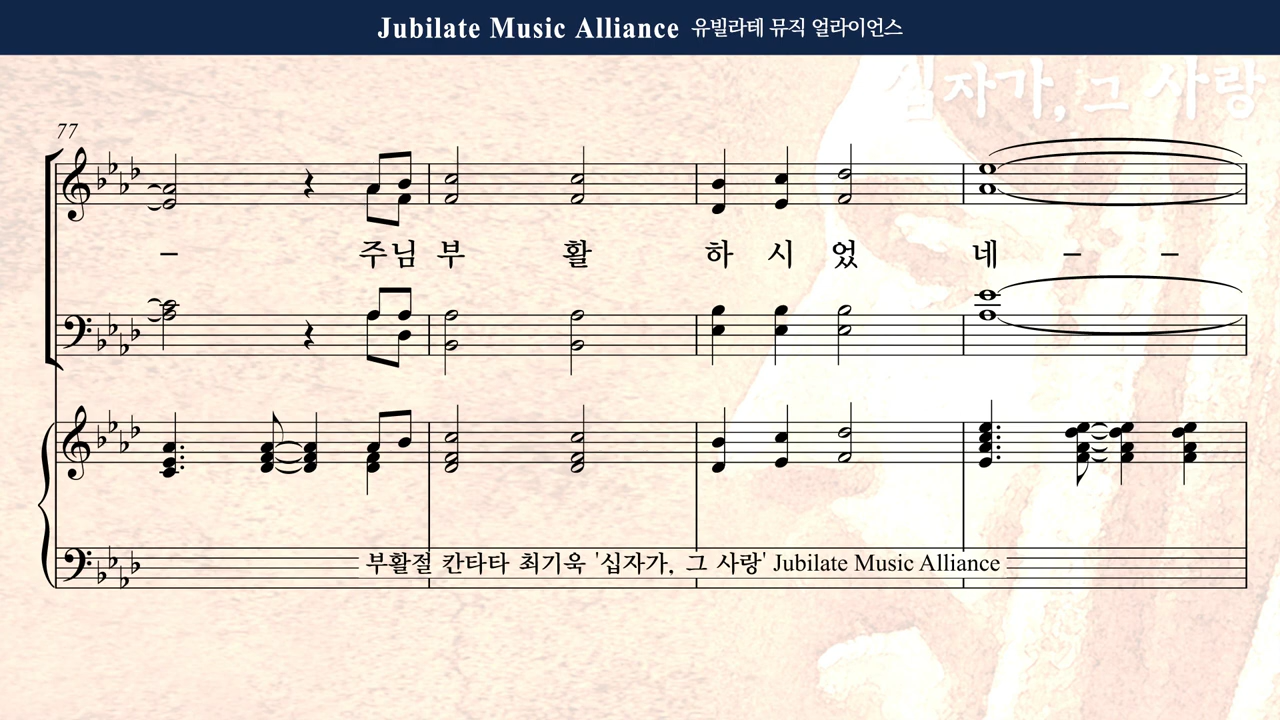 Jubilate Music Alliance 유빌라테 뮤직 얼라이언스
십자가, 그 사랑
77
– 주님 부 활 하 시 었 네 – –
부활절 칸타타 최기욱 '십자가, 그 사랑' Jubilate Music Alliance